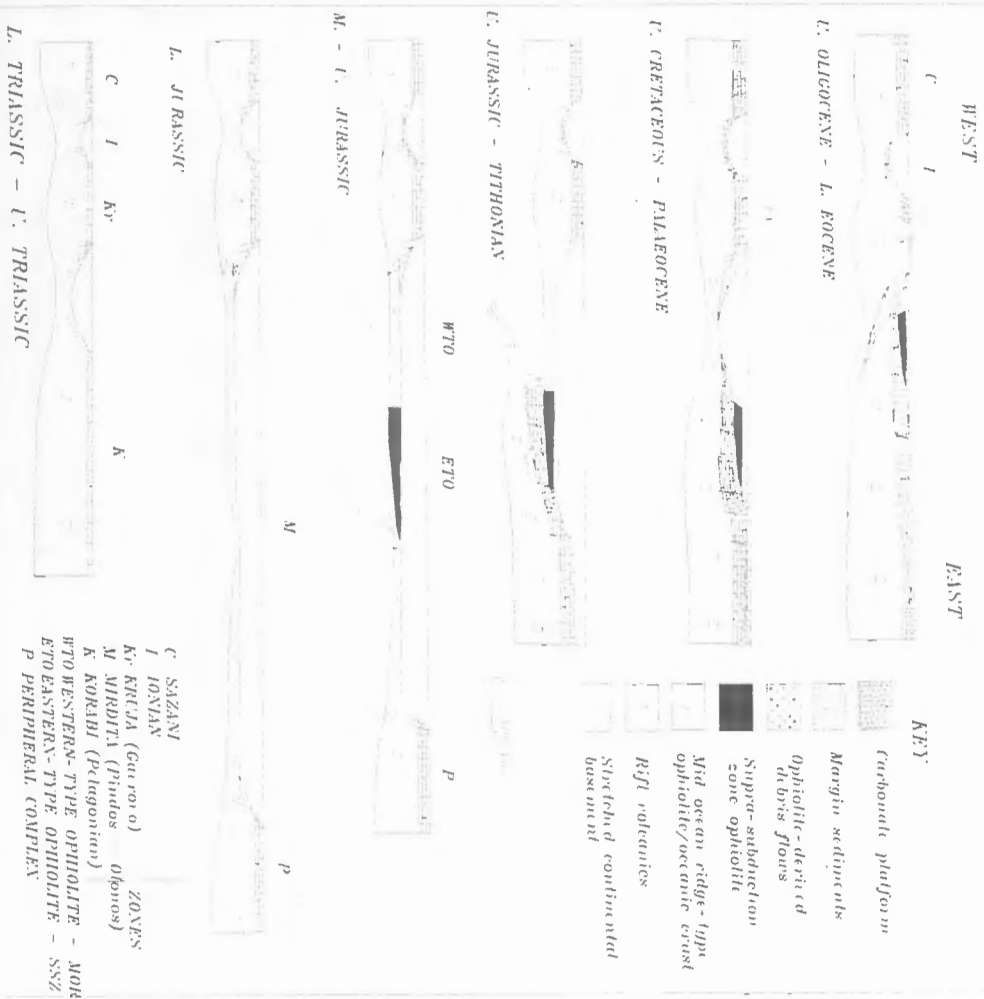 WEST
EAST
C I
U. OLIGOCENE - L. EOCENE
U. CRETACEOUS - PALAEOCENE
U. JURASSIC - TITHONIAN
WTO ETO
M. - U. JURASSIC
P
L. JURASSIC
M
P
C I Kr K
L. TRIASSIC - U. TRIASSIC
KEY
Carbonate platform
Margin sediments
Ophiolite-derived
debris flows
Supra-subduction
zone ophiolite
Mid ocean ridge-type
ophiolite/oceanic crust
Rift volcanics
Stretched continental
basement
C SAZANI
I IONIAN
Kr KRUJA (Gavrovo) ZONES
M MIRDITA (Pindos - Olonos)
K KORABI (Pelagonian)
WTO WESTERN-TYPE OPHIOLITE - MOR
ETO EASTERN-TYPE OPHIOLITE - SSZ
P PERIPHERAL COMPLEX